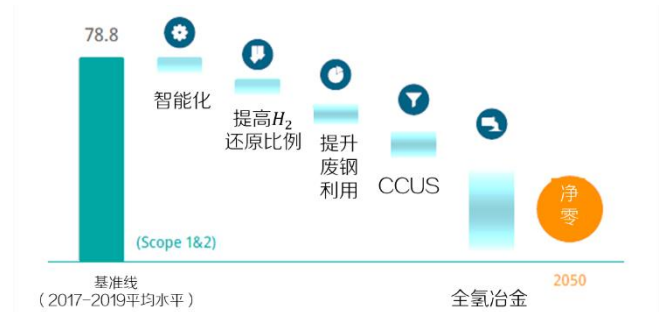 78.8
智能化
提高H₂
还原比例
提升
废钢
利用
CCUS
净
零
(Scope 1&2)
基准线
（2017-2019平均水平）
全氢冶金
2050